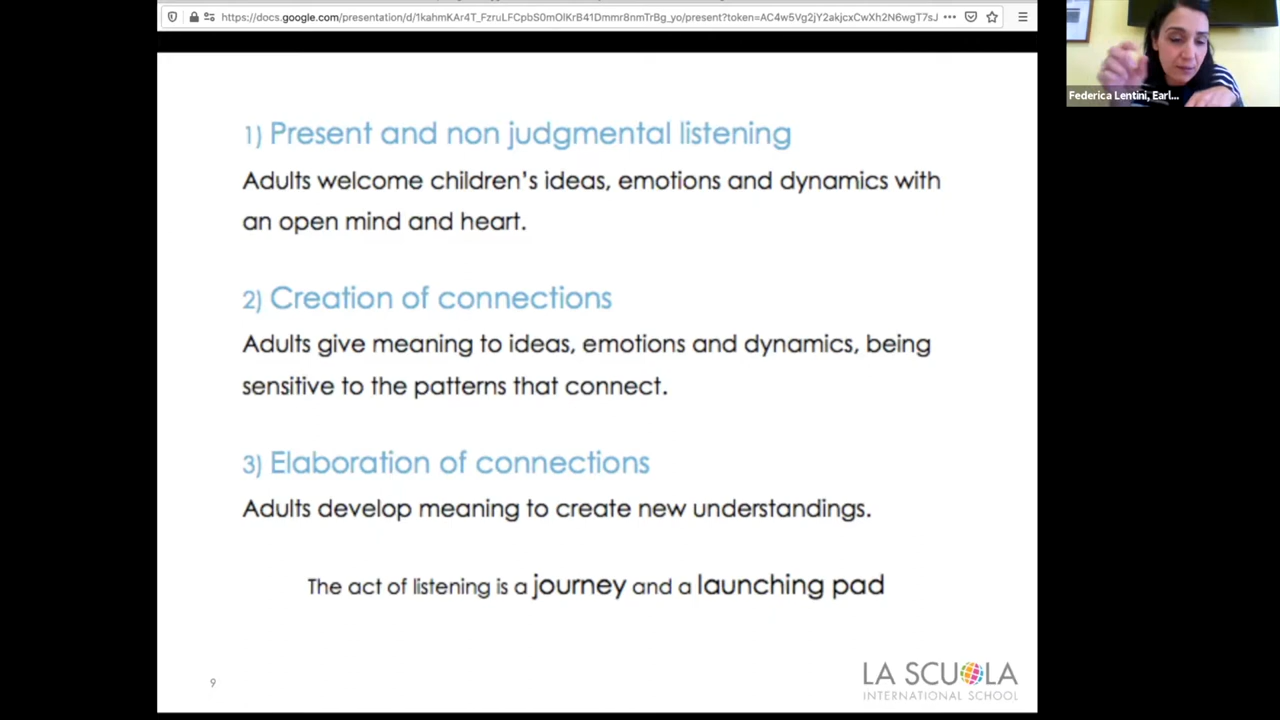 https://docs.google.com/presentation/d/1kahmKAr4T_FzruLFCpbS0mOlKrB41Dmmr8nmTrBg_yo/present?token=AC4w5Vg2jY2akjcxCwXh2N6wgT7sJ
Federica Lentini, Earl...
1) Present and non judgmental listening
Adults welcome children's ideas, emotions and dynamics with
an open mind and heart.
2) Creation of connections
Adults give meaning to ideas, emotions and dynamics, being
sensitive to the patterns that connect.
3) Elaboration of connections
Adults develop meaning to create new understandings.
The act of listening is a journey and a launching pad
9
LA SCUOLA
INTERNATIONAL SCHOOL